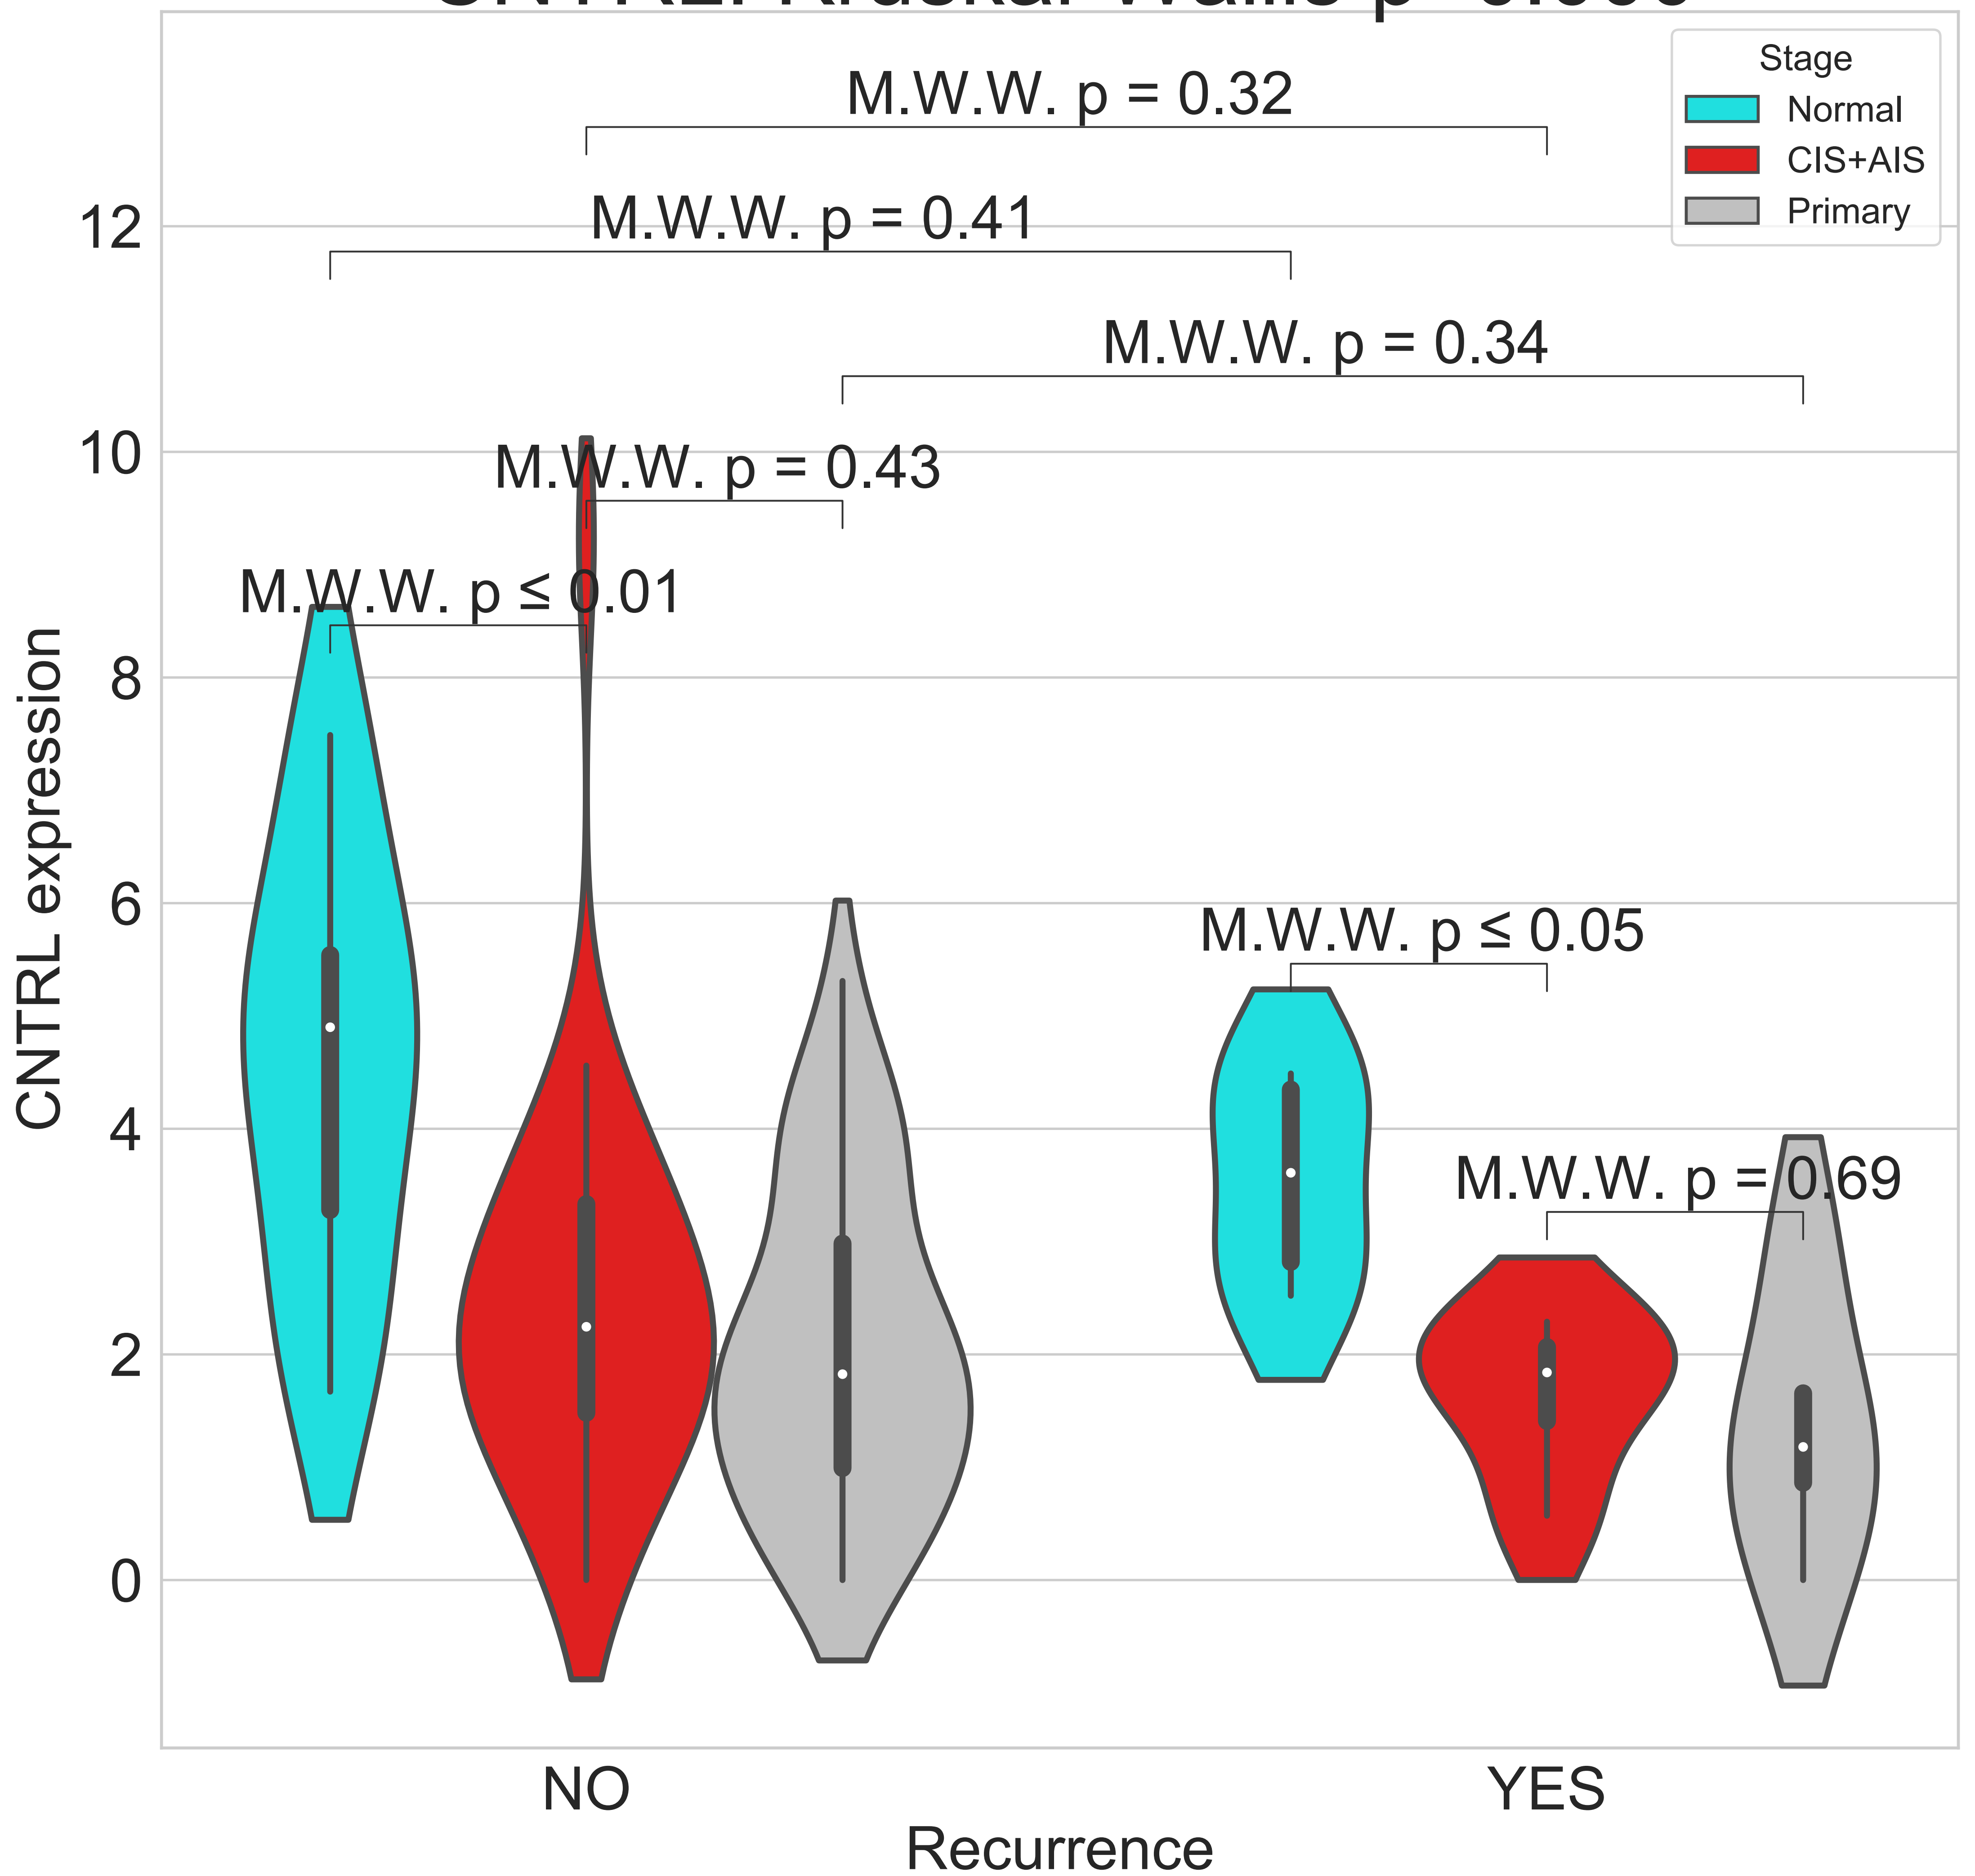 Stage
Normal
CIS+AIS
Primary
M.W.W. p = 0.32
M.W.W. p = 0.41
M.W.W. p = 0.34
M.W.W. p = 0.43
M.W.W. p ≤ 0.01
M.W.W. p ≤ 0.05
M.W.W. p = 0.69
CNTRL expression
12
10
8
6
4
2
0
NO
YES
Recurrence